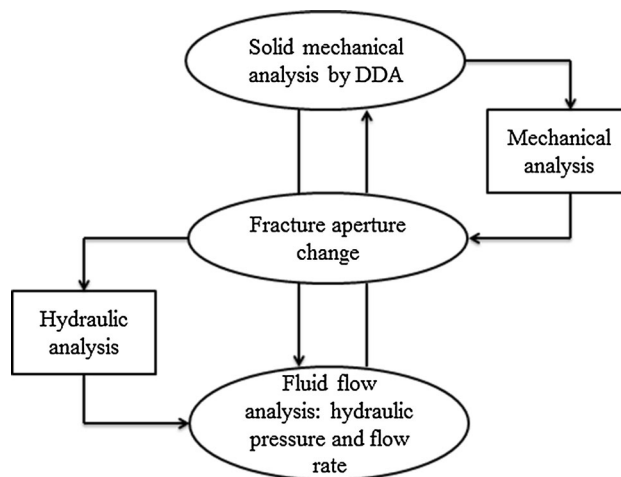 Solid mechanical
analysis by DDA
Mechanical
analysis
Fracture aperture
change
Hydraulic
analysis
Fluid flow
analysis: hydraulic
pressure and flow
rate